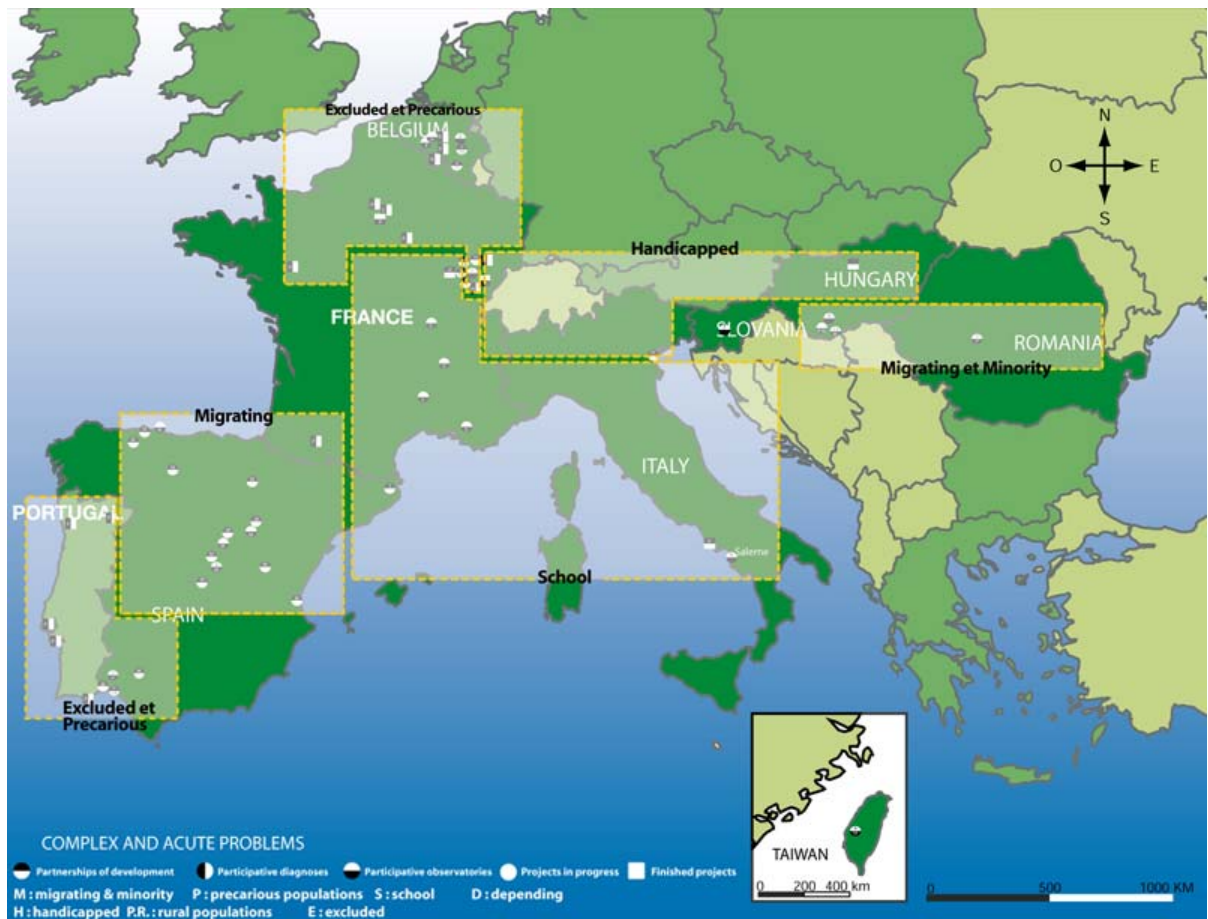 Excluded et Precarious
BELGIUM
N
O
E
S
Handicapped
HUNGARY
FRANCE
SLOVANIA
ROMANIA
Migrating et Minority
Migrating
ITALY
PORTUGAL
Salerne
School
SPAIN
Excluded et
Precarious
TAIWAN
0 200 400 km
0 500 1000 KM
COMPLEX AND ACUTE PROBLEMS
Partnerships of development Participative diagnoses Participative observatories Projects in progress Finished projects
M : migrating & minority P : precarious populations S : school D : depending
H : handicapped P.R. : rural populations E : excluded